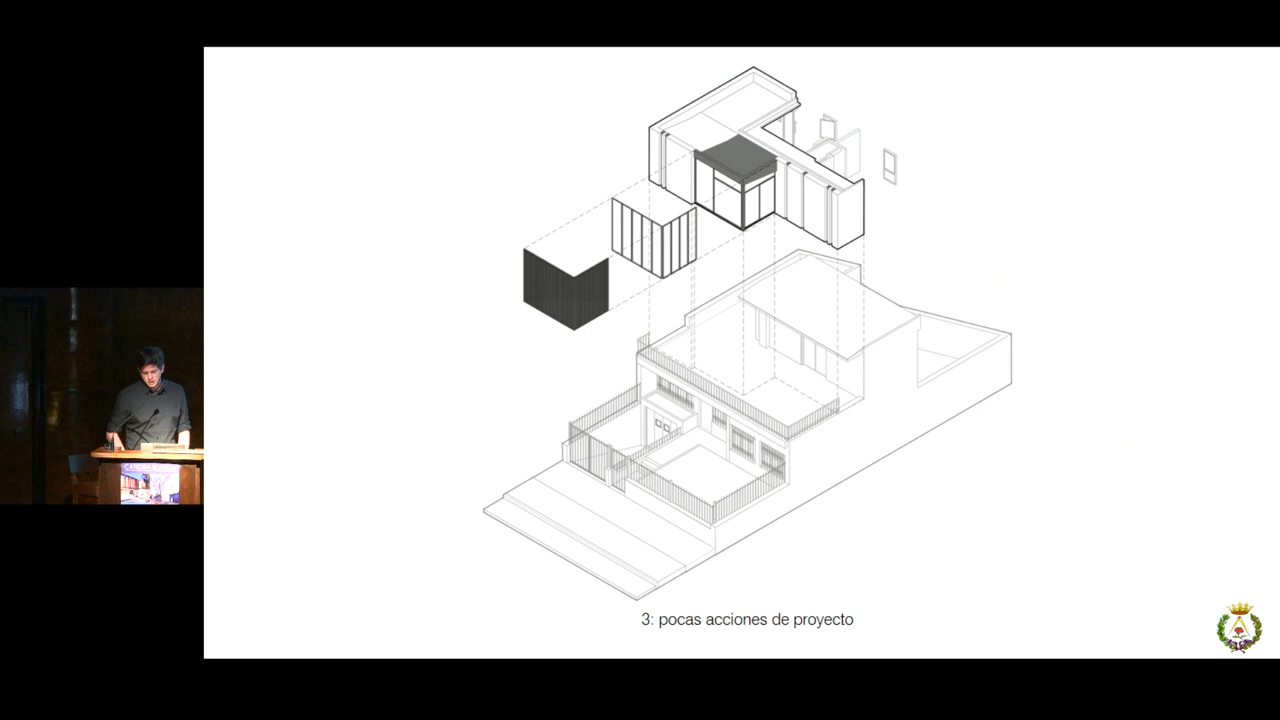 3: pocas acciones de proyecto